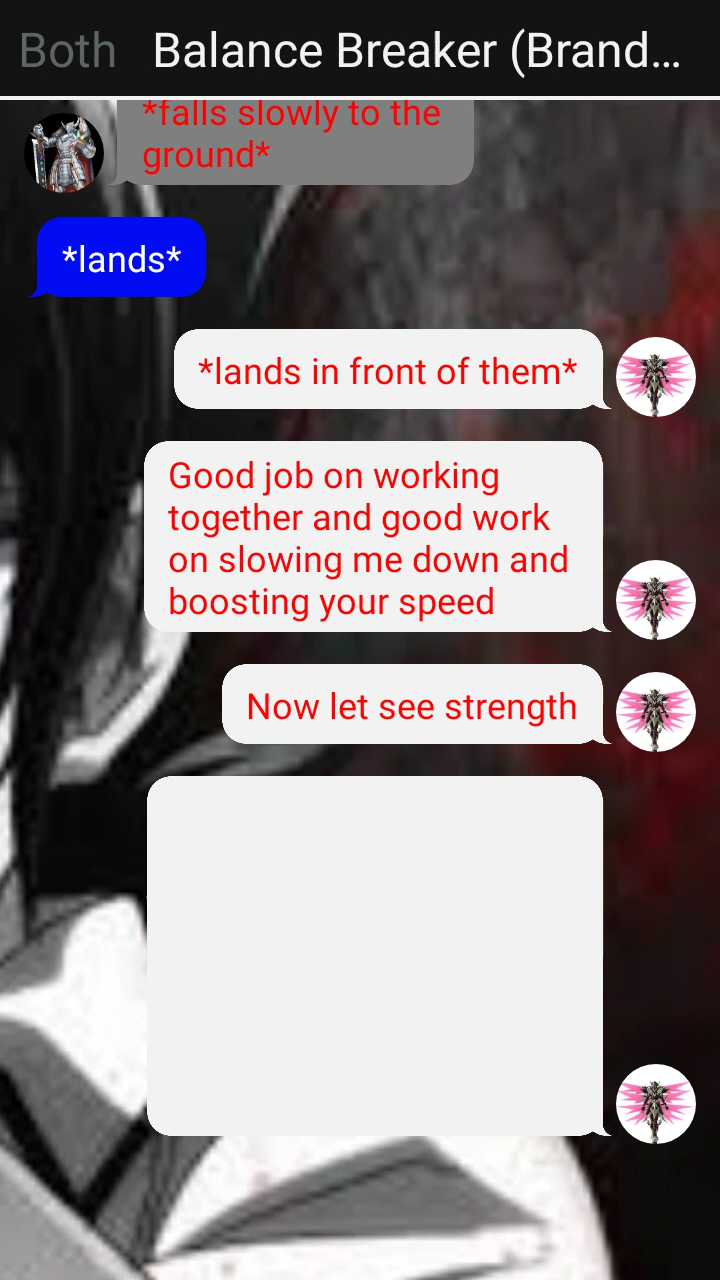 Both Balance Breaker (Brand...
*falls slowly to the
ground*
*lands*
*lands in front of them*
Good job on working
together and good work
on slowing me down and
boosting your speed
Now let see strength